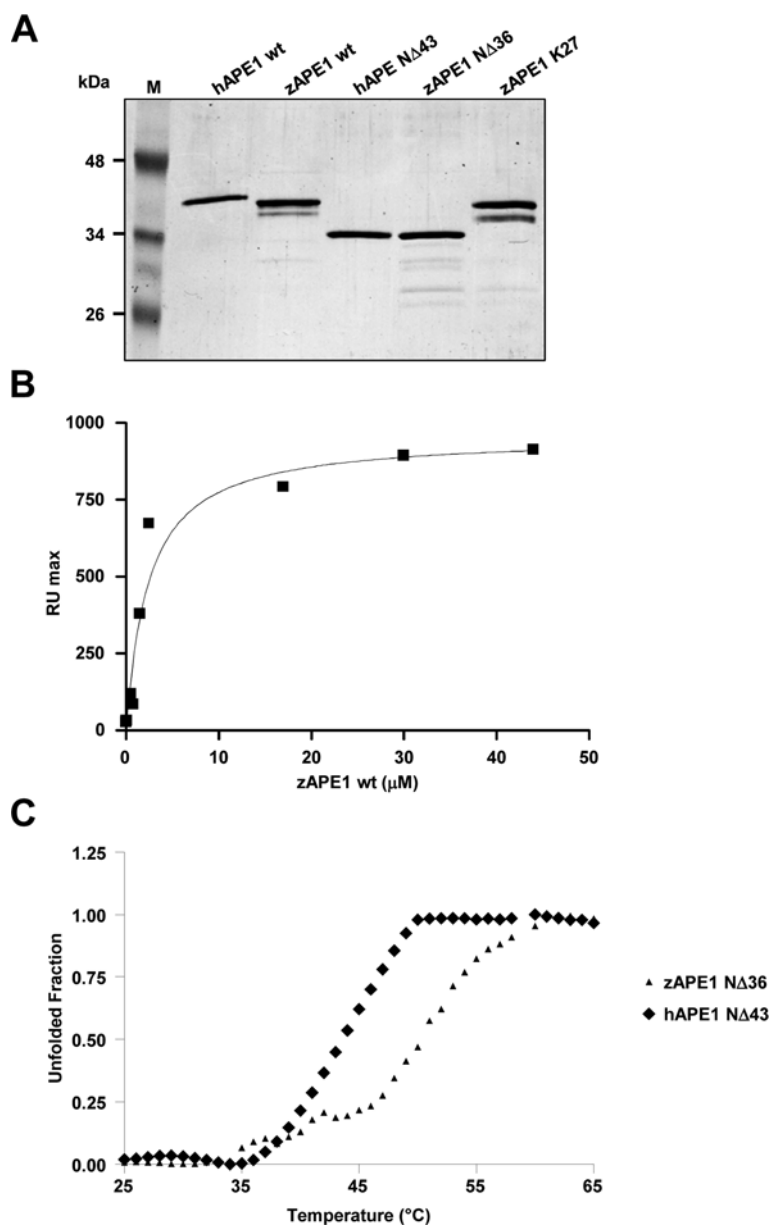 A
kDa
M
hAPE1 wt
zAPE1 wt
hAPE NΔ43
zAPE1 NΔ36
zAPE1 K27
48
34
26
B
1000
750
500
250
0
RU max
0 10 20 30 40 50
zAPE1 wt (μM)
C
1.25
1.00
0.75
0.50
0.25
0.00
Unfolded Fraction
25 35 45 55 65
Temperature (°C)
zAPE1 NΔ36
hAPE1 NΔ43